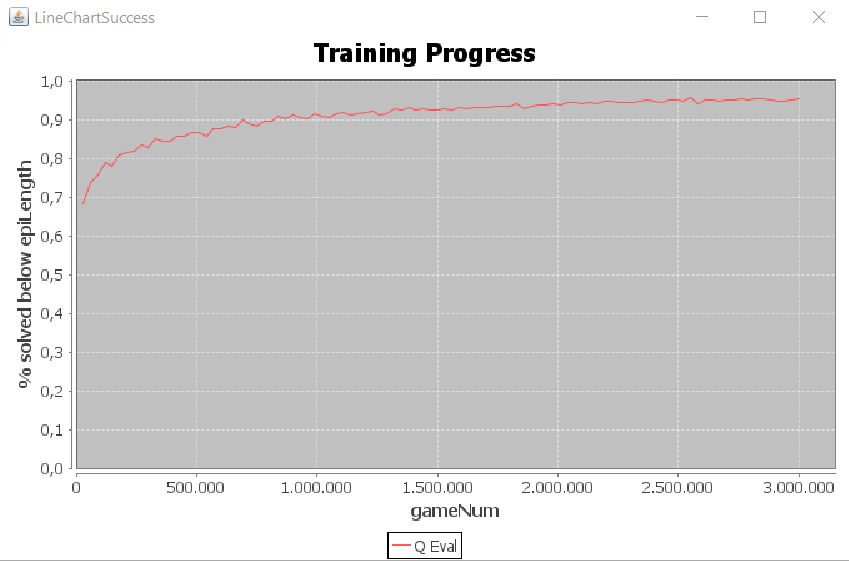 LineChartSuccess
Training Progress
% solved below epiLength
1,0
0,9
0,8
0,7
0,6
0,5
0,4
0,3
0,2
0,1
0,0
0 500.000 1.000.000 1.500.000 2.000.000 2.500.000 3.000.000
gameNum
Q Eval